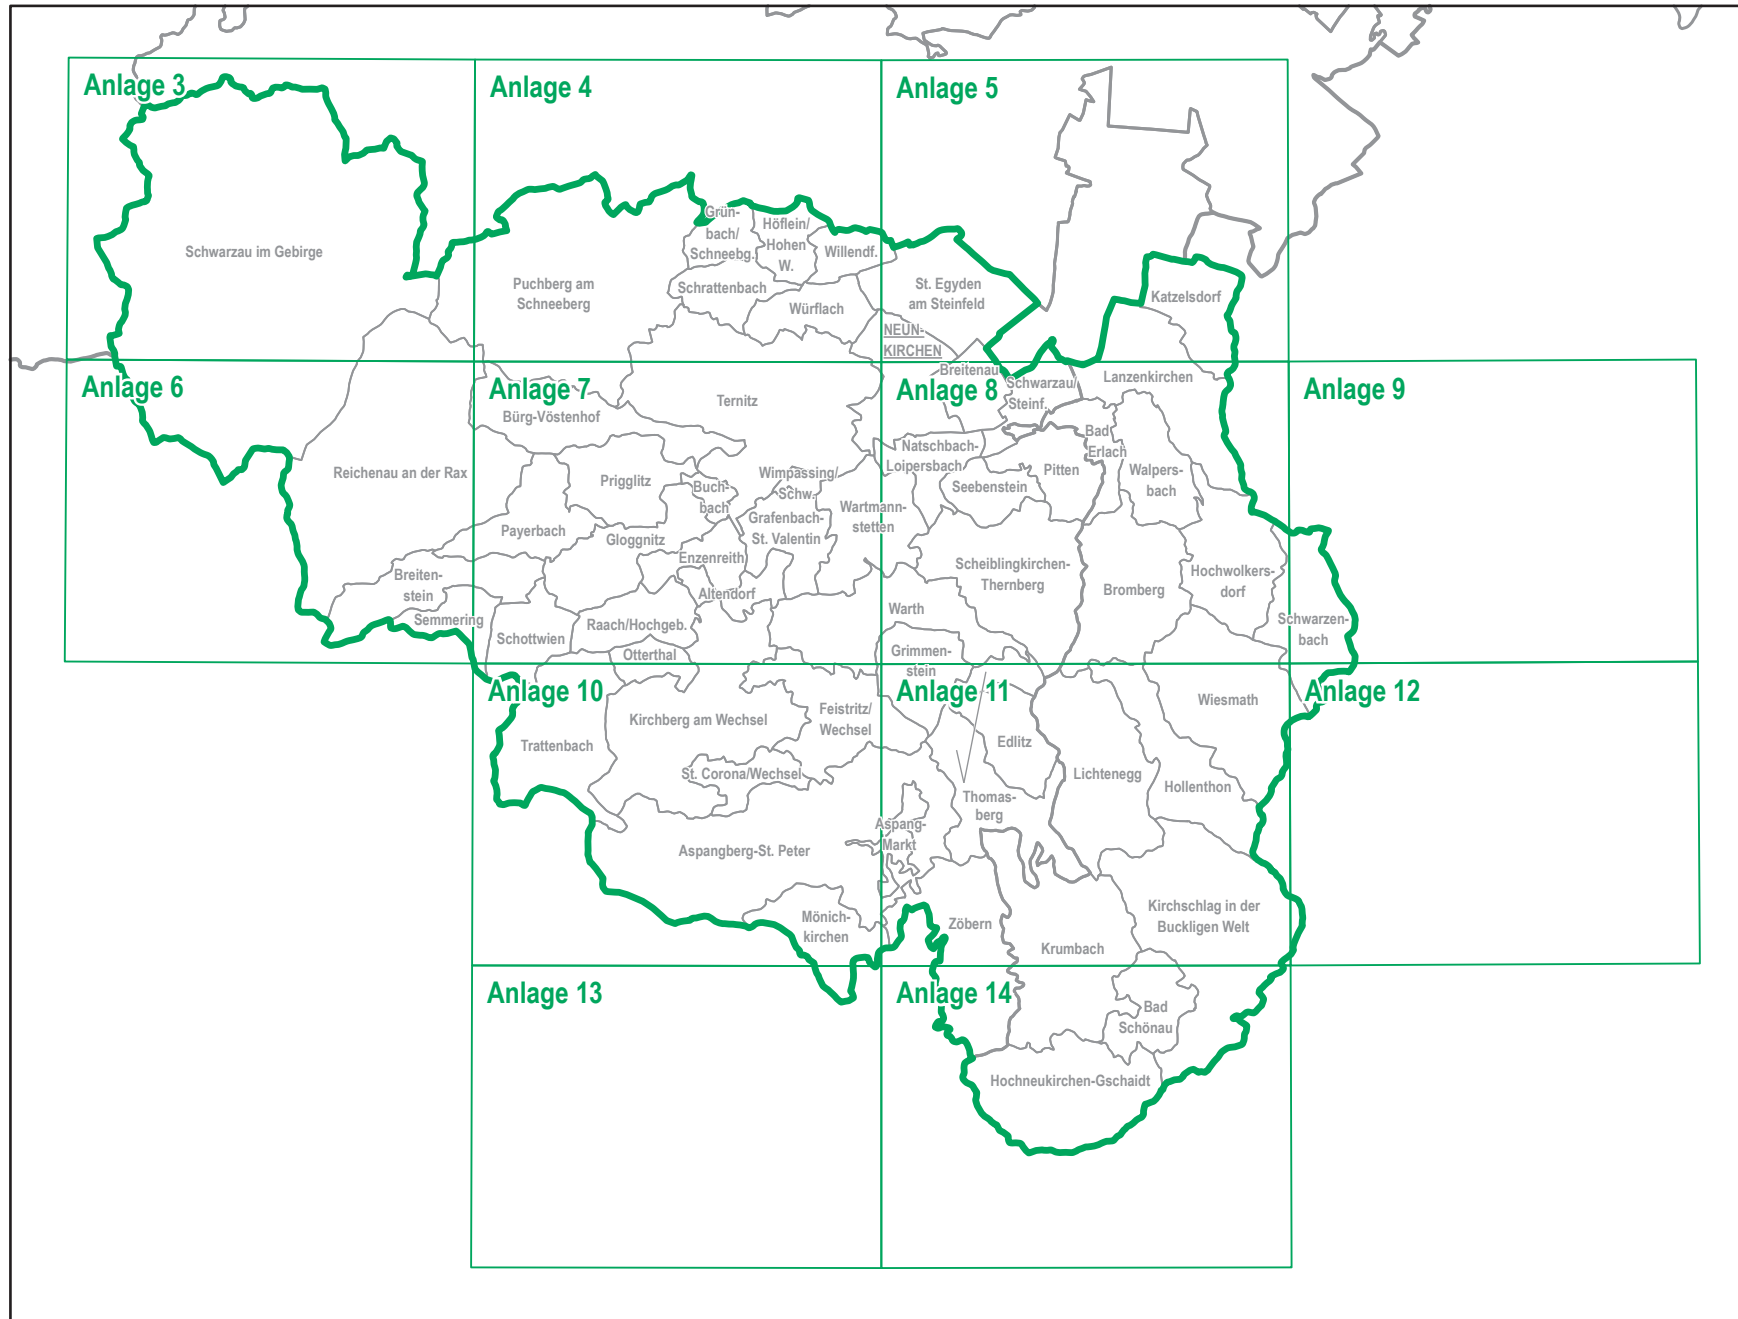 Anlage 3
Anlage 4
Anlage 5
Schwarzau im Gebirge
Puchberg am
Schneeberg
Grün-
bach/
Schneebg.
Höflein/
Hohen
W.
Willendf.
Schrattenbach
Würflach
St. Egyden
am Steinfeld
NEUN-
KIRCHEN
Katzelsdorf
Anlage 6
Anlage 7
Anlage 8
Anlage 9
Breitenau
Schwarzau/
Steinf.
Lanzenkirchen
Ternitz
Bürg-Vöstenhof
Reichenau an der Rax
Prigglitz
Buch-
bach
Wimpassing/
Schw.
Natschbach-
Loipersbach
Bad
Erlach
Pitten
Walpers-
bach
Seebenstein
Payerbach
Gloggnitz
Grafenbach-
St. Valentin
Wartmann-
stetten
Enzenreith
Breiten-
stein
Altendorf
Scheiblingkirchen-
Thernberg
Bromberg
Hochwolkers-
dorf
Semmering
Schottwien
Raach/Hochgeb.
Otterthal
Warth
Grimmen-
stein
Schwarzen-
bach
Anlage 10
Anlage 11
Anlage 12
Trattenbach
Kirchberg am Wechsel
Feistritz/
Wechsel
St. Corona/Wechsel
Edlitz
Wiesmath
Lichtenegg
Hollenthon
Thomas-
berg
Aspang-
Markt
Aspangberg-St. Peter
Mönich-
kirchen
Zöbern
Krumbach
Kirchschlag in der
Buckligen Welt
Anlage 13
Anlage 14
Bad
Schönau
Hochneukirchen-Gschaidt